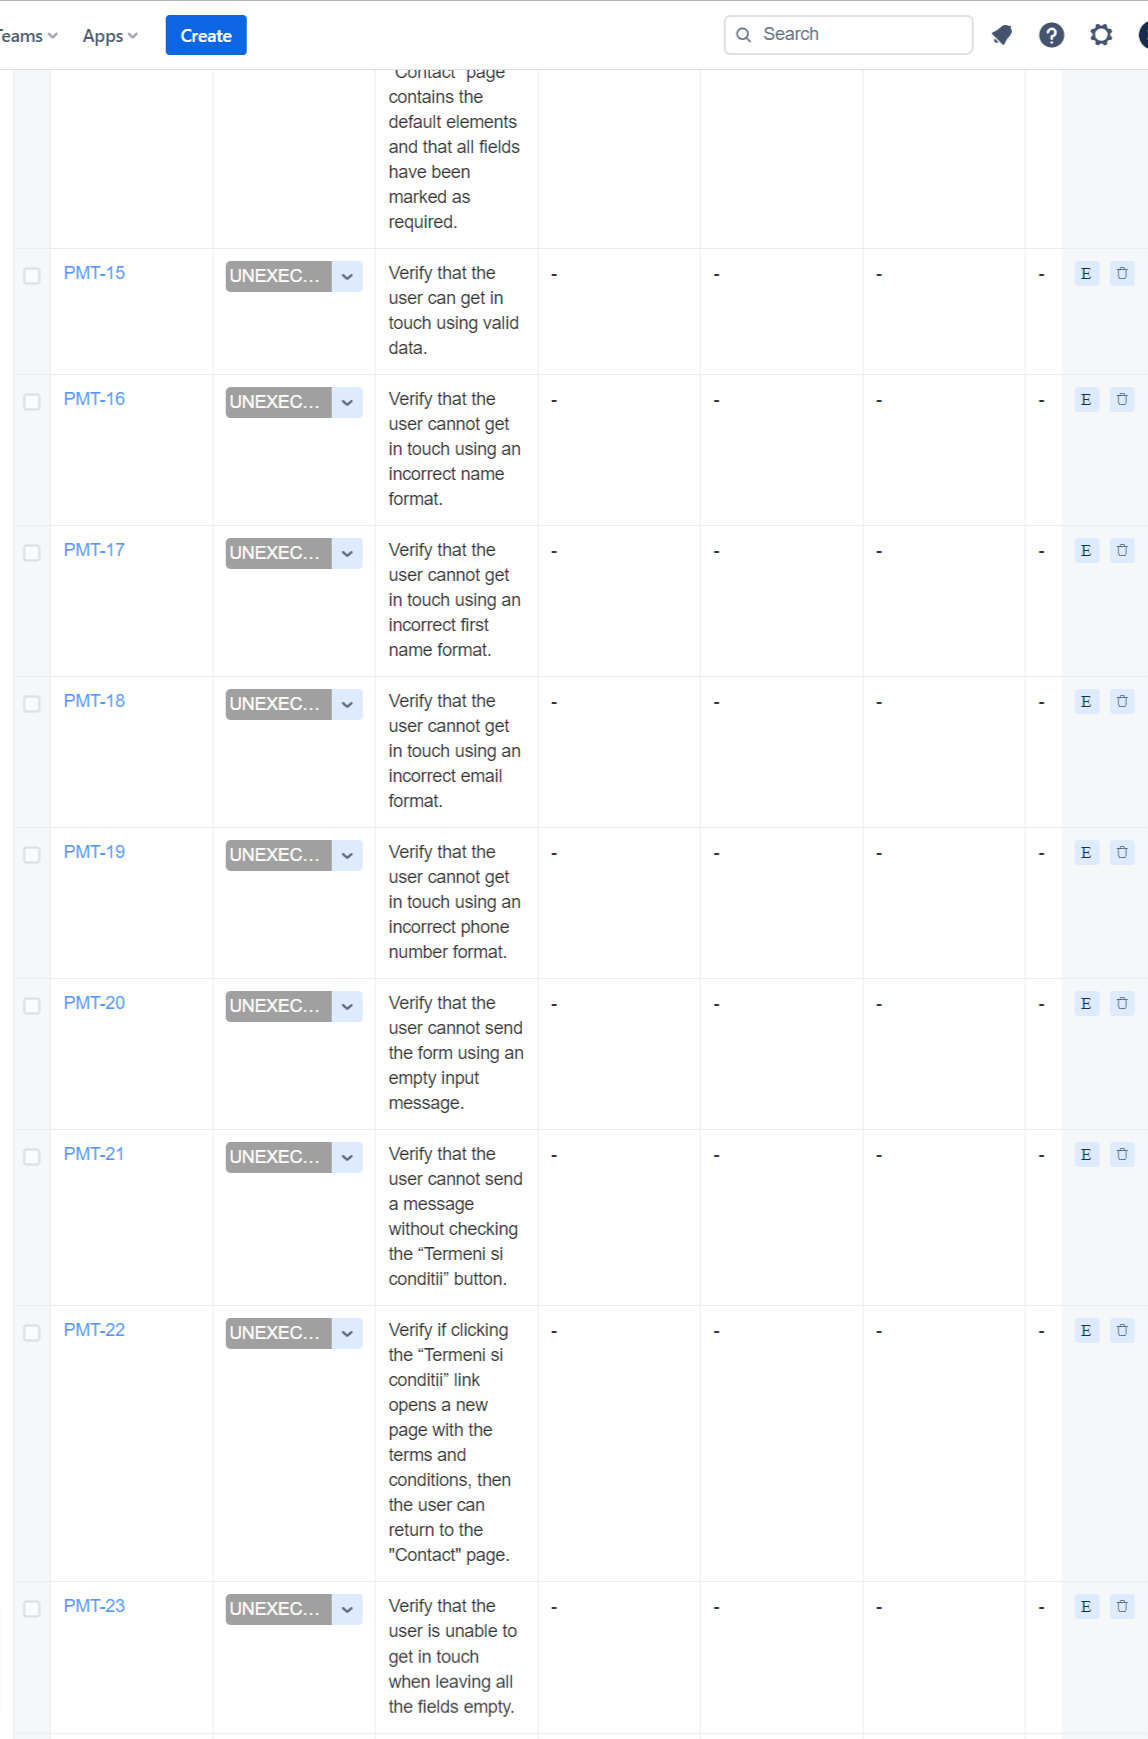 Teams Apps Create Search
"Contact" page
contains the
default elements
and that all fields
have been
marked as
required.
PMT-15 UNEXEC... Verify that the - - - - E
user can get in
touch using valid
data.
PMT-16 UNEXEC... Verify that the - - - - E
user cannot get
in touch using an
incorrect name
format.
PMT-17 UNEXEC... Verify that the - - - - E
user cannot get
in touch using an
incorrect first
name format.
PMT-18 UNEXEC... Verify that the - - - - E
user cannot get
in touch using an
incorrect email
format.
PMT-19 UNEXEC... Verify that the - - - - E
user cannot get
in touch using an
incorrect phone
number format.
PMT-20 UNEXEC... Verify that the - - - - E
user cannot send
the form using an
empty input
message.
PMT-21 UNEXEC... Verify that the - - - - E
user cannot send
a message
without checking
the “Termeni si
conditii” button.
PMT-22 UNEXEC... Verify if clicking - - - - E
the “Termeni si
conditii” link
opens a new
page with the
terms and
conditions, then
the user can
return to the
"Contact" page.
PMT-23 UNEXEC... Verify that the - - - - E
user is unable to
get in touch
when leaving all
the fields empty.